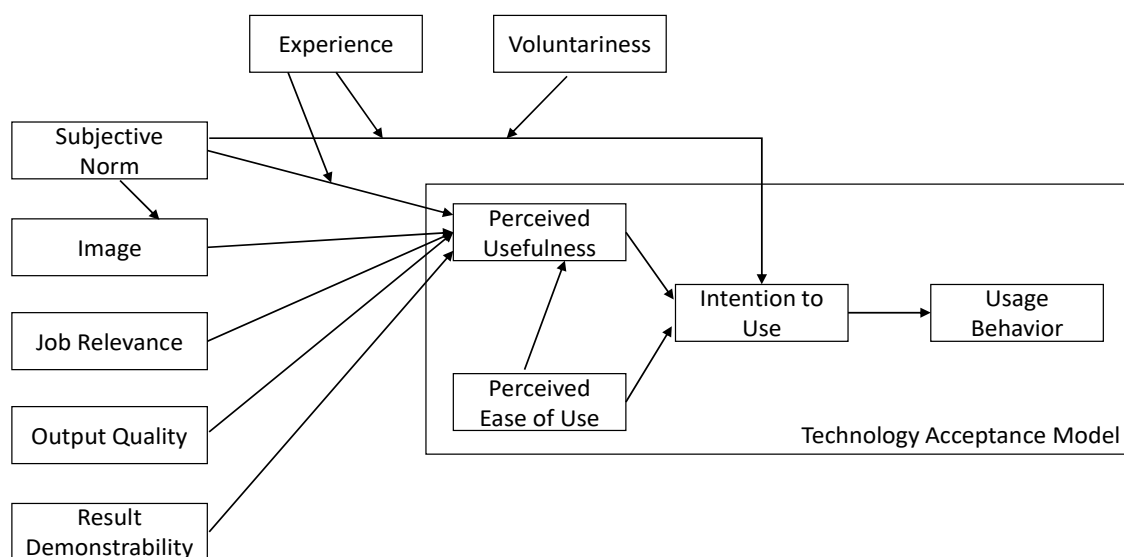 Experience
Voluntariness
Subjective
Norm
Image
Job Relevance
Output Quality
Result
Demonstrability
Perceived
Usefulness
Perceived
Ease of Use
Intention to
Use
Usage
Behavior
Technology Acceptance Model